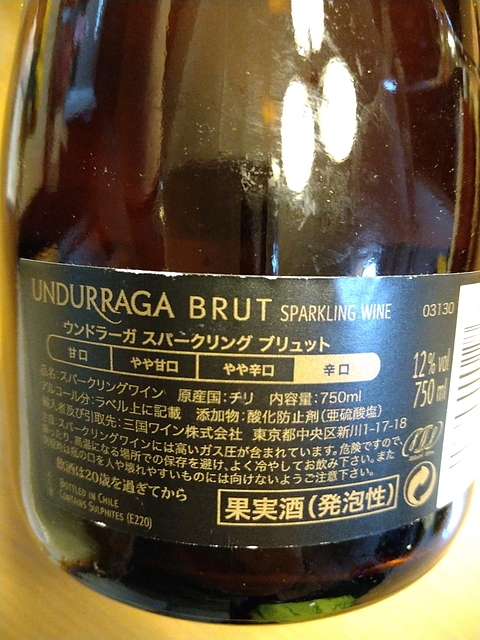 UNDURRAGA BRUT SPARKLING WINE 03130
ウンドラーガ スパークリング ブリュット
甘口 やや甘口 やや辛口 辛口
12% vol
750 ml
品名:スパークリングワイン 原産国:チリ 内容量:750ml
アルコール分:ラベル上に記載 添加物:酸化防止剤(亜硫酸塩)
輸入者及び引取先:三国ワイン株式会社 東京都中央区新川1-17-18
注意:スパークリングワインには高いガス圧が含まれています。危険ですので、
高温になる場所での保存を避け、よく冷やしてお飲み下さい。また
は瓶の口を人や壊れやすいものには向けないようご注意下さい。
飲酒は20歳を過ぎてから
果実酒(発泡性)
BOTTLED IN CHILE
CONTAINS SULPHITES (E220)